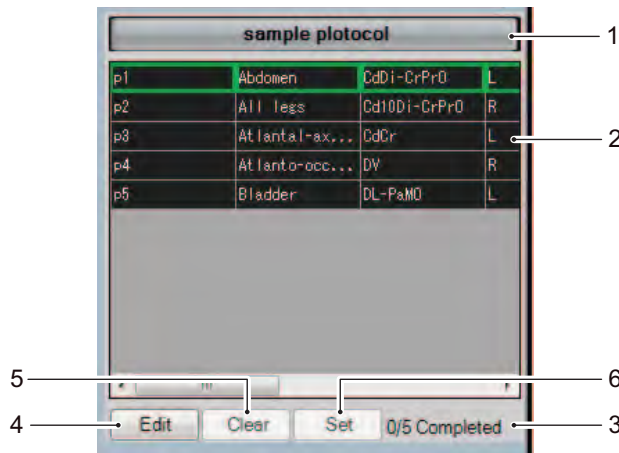 sample plotocol 1
p1 Abdomen CdDi-CrPrO L
p2 All legs Cd10Di-CrPrO R
p3 Atlantal-ax... CdCr L 2
p4 Atlanto-occ... DV R
p5 Bladder DL-PaMO L
5 6
4 Edit Clear Set 0/5 Completed 3